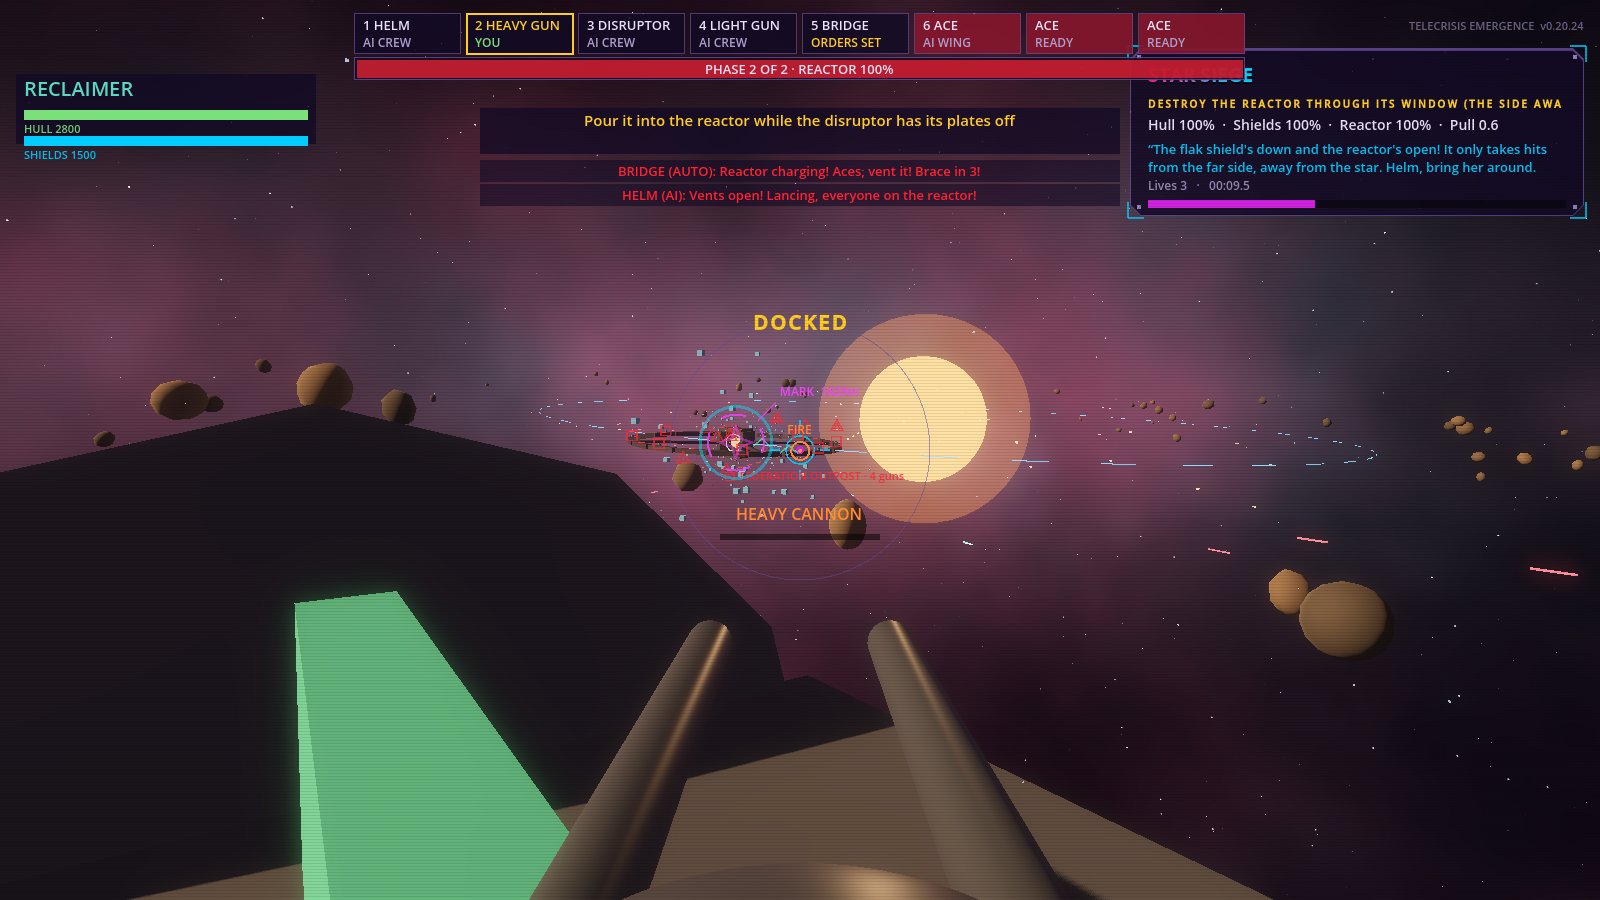 1 HELM
AI CREW
2 HEAVY GUN
YOU
3 DISRUPTOR
AI CREW
4 LIGHT GUN
AI CREW
5 BRIDGE
ORDERS SET
6 ACE
AI WING
ACE
READY
ACE
READY
TELECRISIS EMERGENCE v0.20.24
PHASE 2 OF 2 · REACTOR 100%
RECLAIMER
HULL 2800
SHIELDS 1500
STAR SIEGE
DESTROY THE REACTOR THROUGH ITS WINDOW (THE SIDE AWA
Hull 100% · Shields 100% · Reactor 100% · Pull 0.6
“The flak shield's down and the reactor's open! It only takes hits
from the far side, away from the star. Helm, bring her around.
Lives 3 · 00:09.5
Pour it into the reactor while the disruptor has its plates off
BRIDGE (AUTO): Reactor charging! Aces; vent it! Brace in 3!
HELM (AI): Vents open! Lancing, everyone on the reactor!
DOCKED
MARK
FIRE
4 guns
HEAVY CANNON